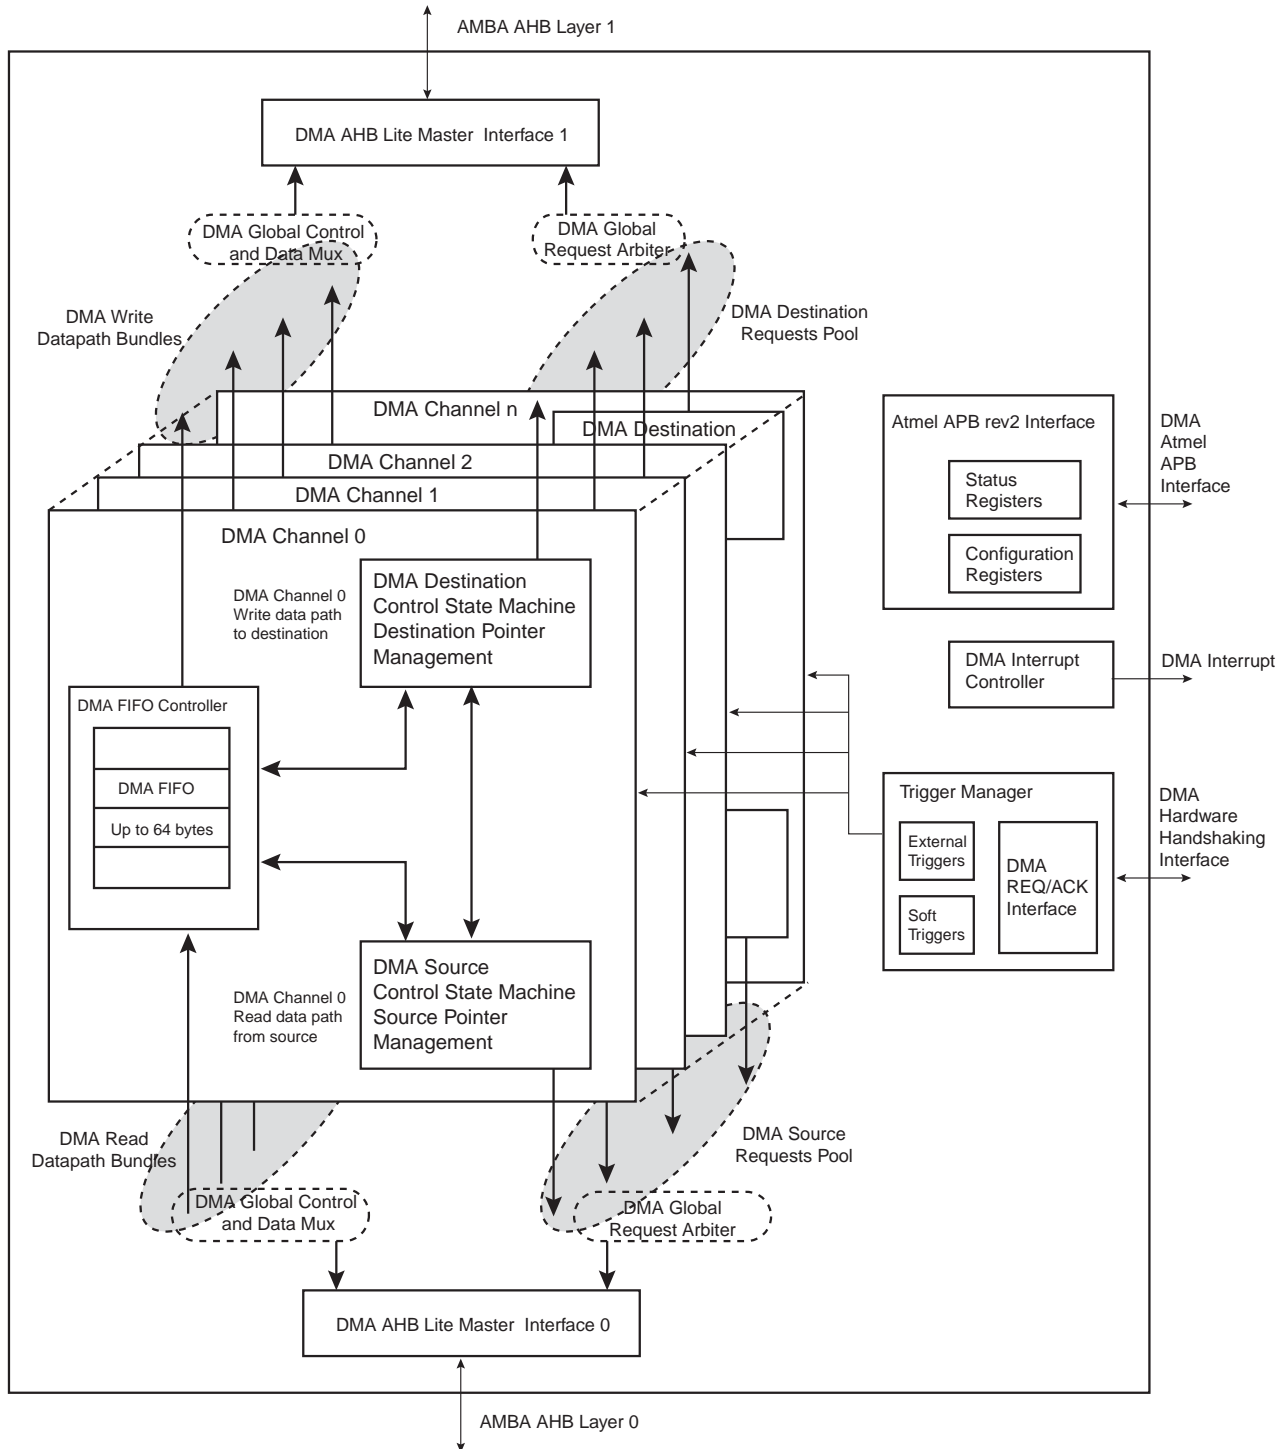 AMBA AHB Layer 1
DMA AHB Lite Master Interface 1
DMA Global Control
and Data Mux
DMA Global
Request Arbiter
DMA Write
Datapath Bundles
DMA Destination
Requests Pool
DMA Channel n
DMA Destination
DMA Channel 2
DMA Channel 1
DMA Channel 0
DMA Channel 0
Write data path
to destination
DMA Destination
Control State Machine
Destination Pointer
Management
DMA FIFO Controller
DMA FIFO
Up to 64 bytes
DMA Channel 0
Read data path
from source
DMA Source
Control State Machine
Source Pointer
Management
Atmel APB rev2 Interface
Status
Registers
Configuration
Registers
DMA
Atmel
APB
Interface
DMA Interrupt
Controller
DMA Interrupt
Trigger Manager
External
Triggers
Soft
Triggers
DMA
REQ/ACK
Interface
DMA
Hardware
Handshaking
Interface
DMA Read
Datapath Bundles
DMA Source
Requests Pool
DMA Global Control
and Data Mux
DMA Global
Request Arbiter
DMA AHB Lite Master Interface 0
AMBA AHB Layer 0